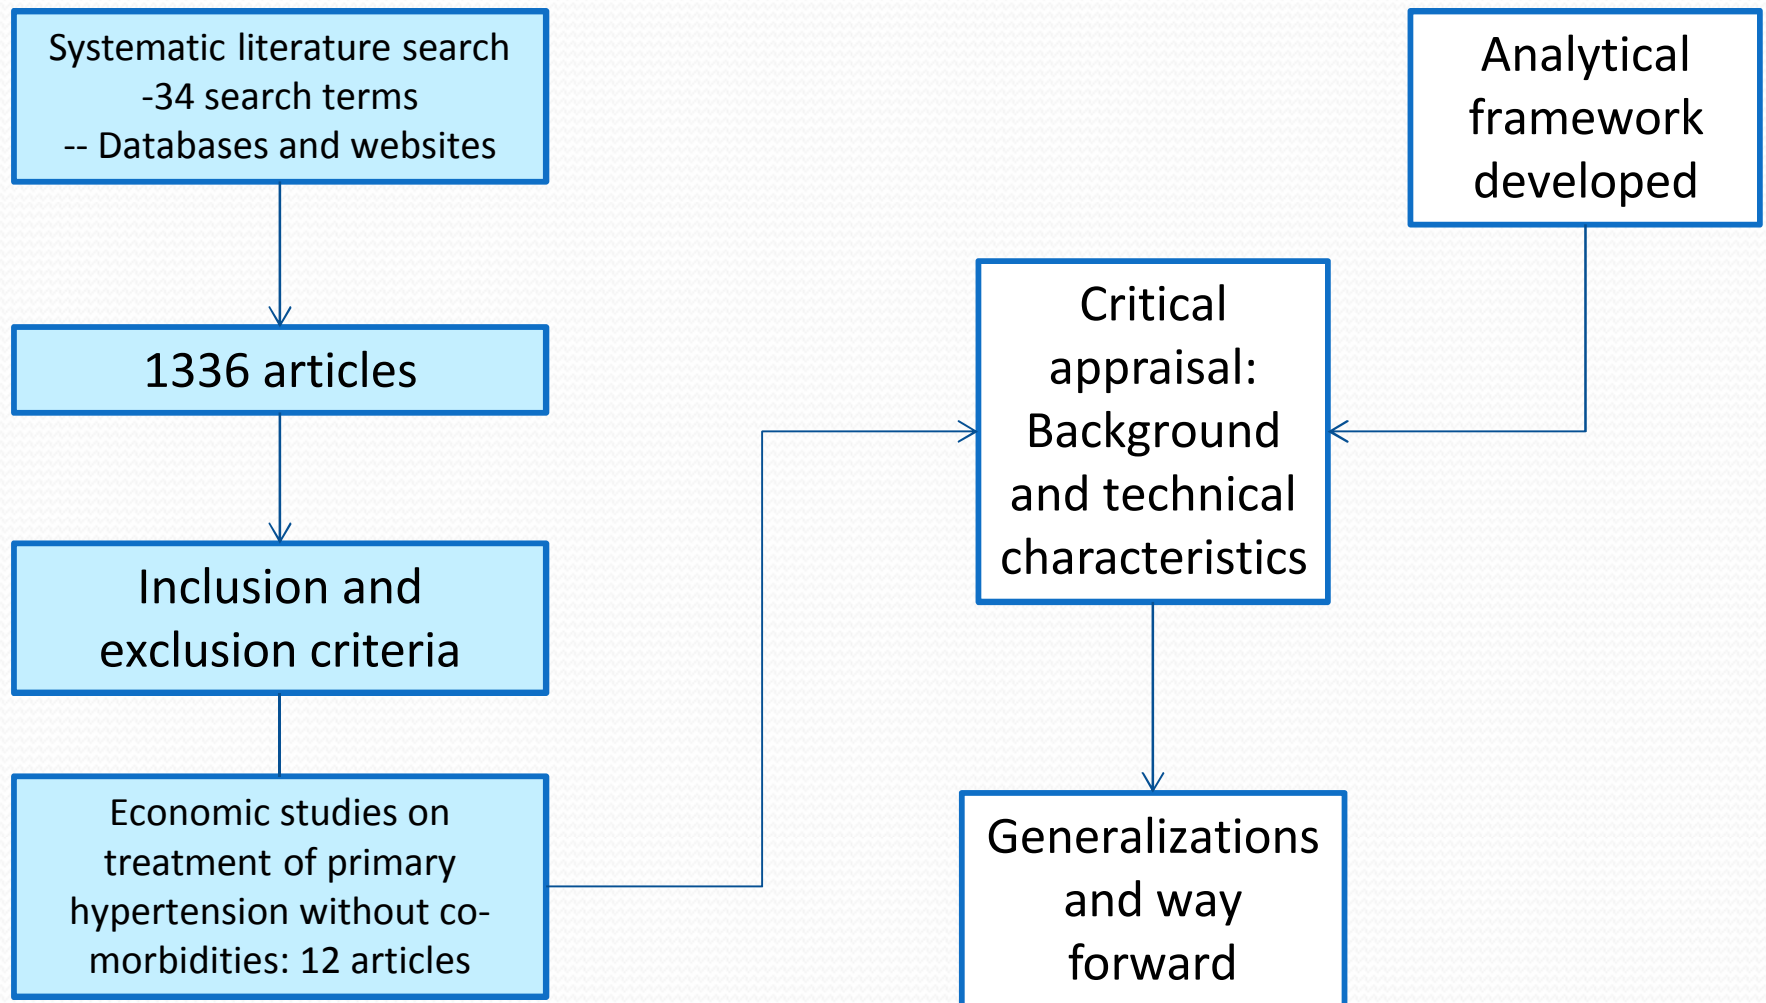 Systematic literature search
-34 search terms
-- Databases and websites
1336 articles
Inclusion and
exclusion criteria
Economic studies on
treatment of primary
hypertension without co-
morbidities: 12 articles
Analytical
framework
developed
Critical
appraisal:
Background
and technical
characteristics
Generalizations
and way
forward